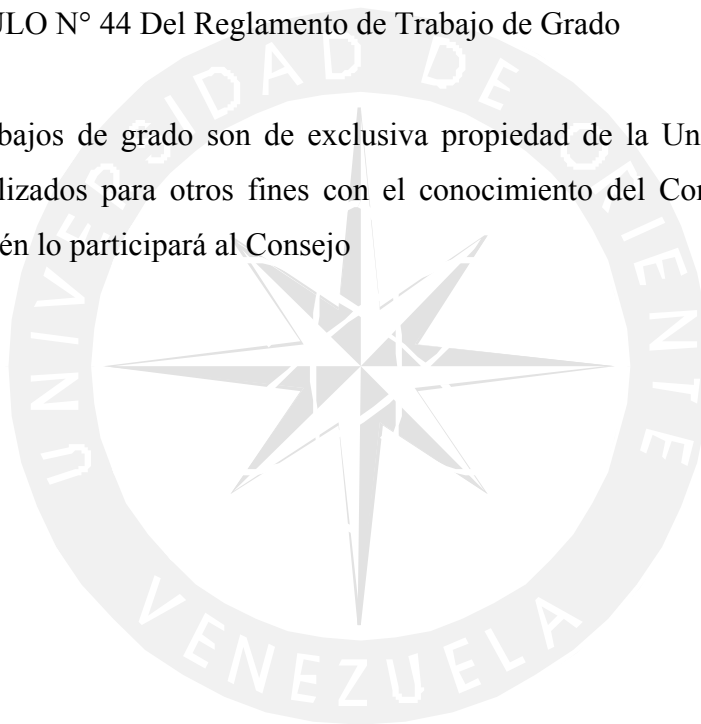 ULO N° 44 Del Reglamento de Trabajo de Grado
bajos de grado son de exclusiva propiedad de la Un
lizados para otros fines con el conocimiento del Con
én lo participará al Consejo
UNIVERSIDAD DE ORIENTE
VENEZUELA